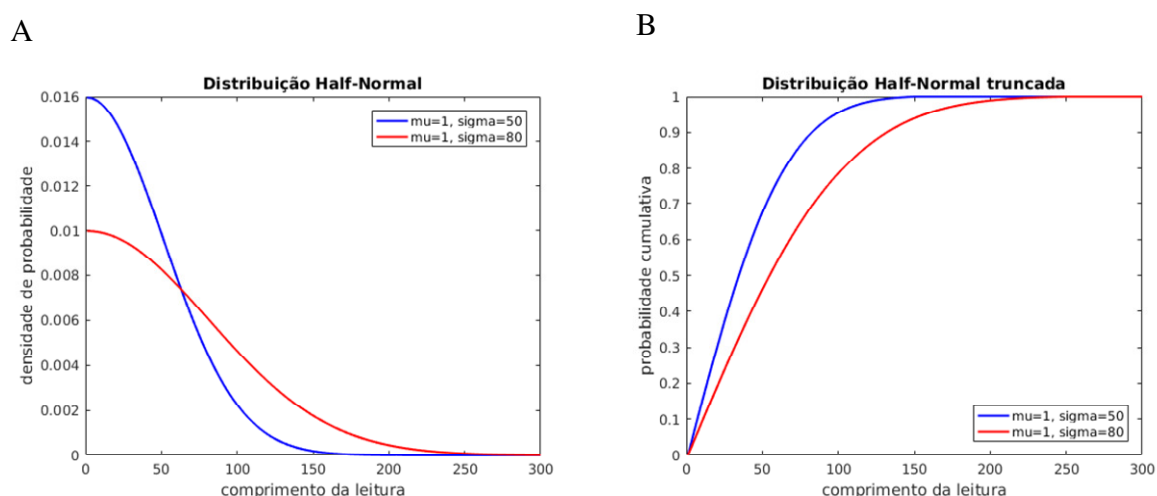 A
Distribuição Half-Normal
0.016
0.014
0.012
0.01
0.008
0.006
0.004
0.002
0
densidade de probabilidade
mu=1, sigma=50
mu=1, sigma=80
0 50 100 150 200 250 300
comprimento da leitura
B
Distribuição Half-Normal truncada
1
0.9
0.8
0.7
0.6
0.5
0.4
0.3
0.2
0.1
0
probabilidade cumulativa
mu=1, sigma=50
mu=1, sigma=80
0 50 100 150 200 250 300
comprimento da leitura